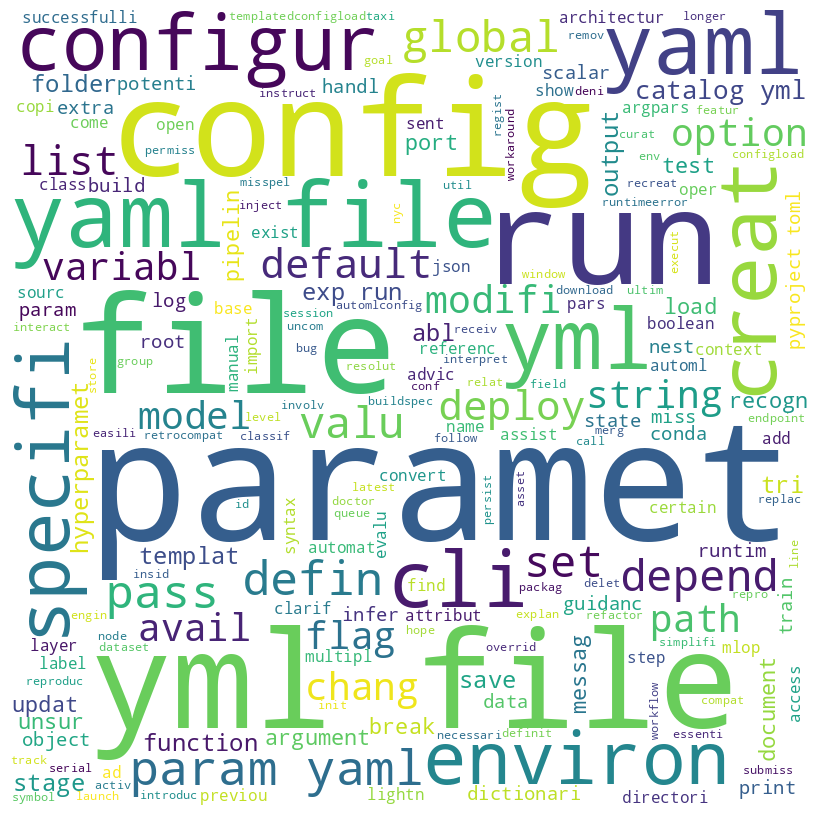 successfulli
templatedconfigload
taxi
architectur
longer
configur
global
goal
remov
yaml
version
scalar
folder
potenti
instruct
handl
show
deni
catalog yml
copi
extra
config
regist
workaround
argpars
featur
come
open
sent
output
curat
env
option
permiss
port
list
class
build
misspel
util
test
recreat
configload
yaml file
inject
nyc
run
oper
runtimeerror
creat
pyproject toml
pipelin
exist
execut
variabl
default
json
window
download
ultim
sourc
log
exp run
modifi
pars
load
param
base
session
automlconfig
boolean
interact
root
uncom
abl
receiv
yml
nest
context
file
import
bug
referenc
interpret
automl
group
manual
resolut
advic
conf
relat
field
specifi
store
level
involv
buildspec
string
recogn
model
valu
deploy
state
miss
endpoint
easili
retrocompat
classif
name
follow
assist
merg
call
conda
add
hyperparamet
paramet
convert
tri
replac
id
latest
doctor
queue
evalu
syntax
persist
asset
certain
templat
automat
cli
set
runtim
line
insid
defin
find
delet
packag
depend
repro
pass
clarif
infer
attribut
guidanc
train
engin
node
explan
refactor
avail
flag
hope
path
layer
dataset
multipl
overrid
simplifi
label
yml file
step
mlop
reproduc
chang
save
messag
document
access
updat
init
data
workflow
compat
unsur
break
object
function
argument
necessari
definit
essenti
track
serial
ad
param yaml
environ
submiss
stage
activ
print
symbol
launch
introduc
previou
lightn
dictionari
directori